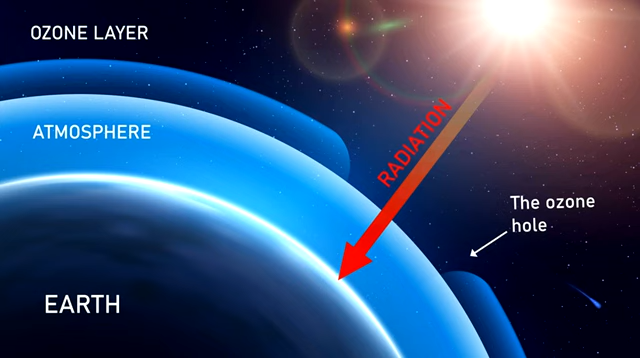 OZONE LAYER
ATMOSPHERE
RADIATION
The ozone
hole
EARTH